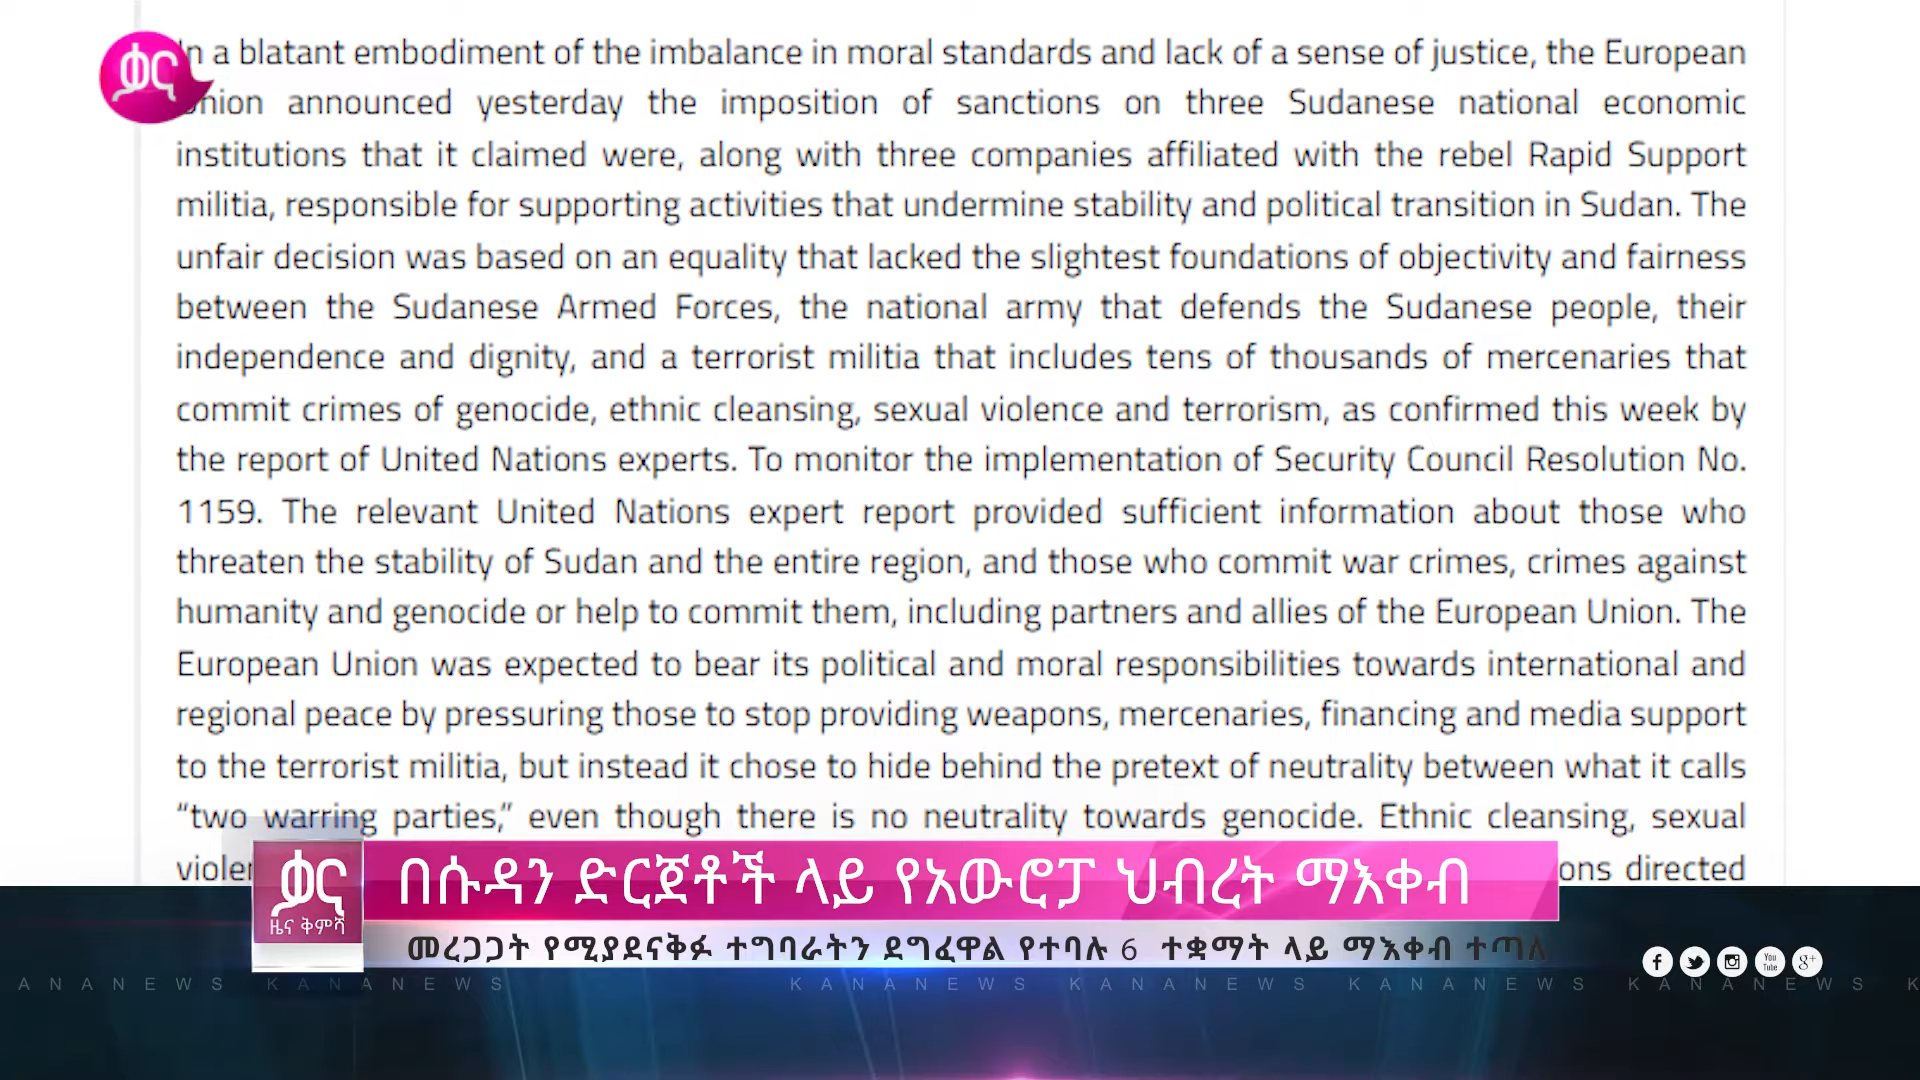 ቃና
In a blatant embodiment of the imbalance in moral standards and lack of a sense of justice, the European
Union announced yesterday the imposition of sanctions on three Sudanese national economic
institutions that it claimed were, along with three companies affiliated with the rebel Rapid Support
militia, responsible for supporting activities that undermine stability and political transition in Sudan. The
unfair decision was based on an equality that lacked the slightest foundations of objectivity and fairness
between the Sudanese Armed Forces, the national army that defends the Sudanese people, their
independence and dignity, and a terrorist militia that includes tens of thousands of mercenaries that
commit crimes of genocide, ethnic cleansing, sexual violence and terrorism, as confirmed this week by
the report of United Nations experts. To monitor the implementation of Security Council Resolution No.
1159. The relevant United Nations expert report provided sufficient information about those who
threaten the stability of Sudan and the entire region, and those who commit war crimes, crimes against
humanity and genocide or help to commit them, including partners and allies of the European Union. The
European Union was expected to bear its political and moral responsibilities towards international and
regional peace by pressuring those to stop providing weapons, mercenaries, financing and media support
to the terrorist militia, but instead it chose to hide behind the pretext of neutrality between what it calls
“two warring parties,” even though there is no neutrality towards genocide. Ethnic cleansing, sexual
directed
ቃና
ዜና ቅምሻ
በሱዳን ድርጀቶች ላይ የአውሮፓ ህብረት ማእቀብ
መረጋጋት የሚያደናቅፉ ተግባራትን ደግፈዋል የተባሉ 6 ተቋማት ላይ ማእቀብ ተጣለ
You Tube g+
A N A N E W S K A N A N E W S K A N A N E W S K A N A N E W S K A N A N E W S K A N A N E W S K